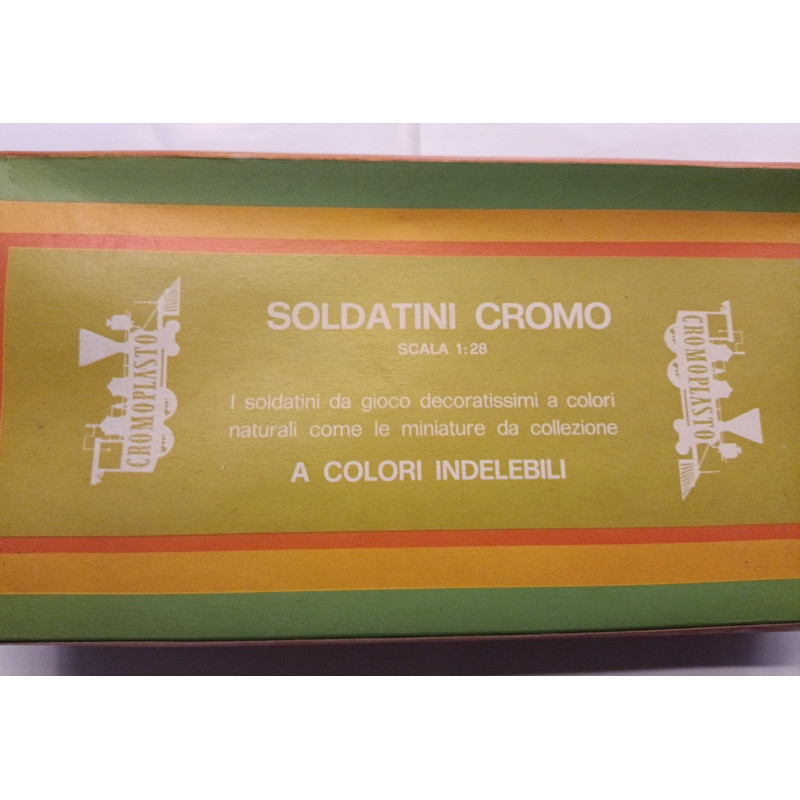 SOLDATINI CROMO
SCALA 1:28
I soldatini da gioco decoratissimi a colori
naturali come le miniature da collezione
A COLORI INDELEBILI
CROMOPLASTO
CROMOPLASTO